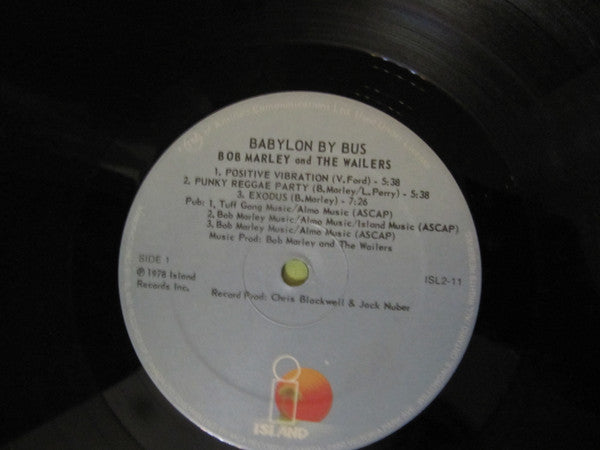 BABYLON BY BUS
BOB MARLEY and THE WAILERS
1. POSITIVE VIBRATION (V. Ford) - 5:38
2. PUNKY REGGAE PARTY (B. Marley/L. Perry) - 5:38
3. EXODUS (B. Marley) - 7:26
Pub: 1. Tuff Gong Music/Almo Music (ASCAP)
2. Bob Marley Music/Almo Music/Island Music (ASCAP)
3. Bob Marley Music/Almo Music (ASCAP)
Music Prod: Bob Marley and The Wailers
SIDE 1
ISL2-11
℗ 1978 Island
Records Inc.
Record Prod: Chris Blackwell & Jack Nuber
i
ISLAND